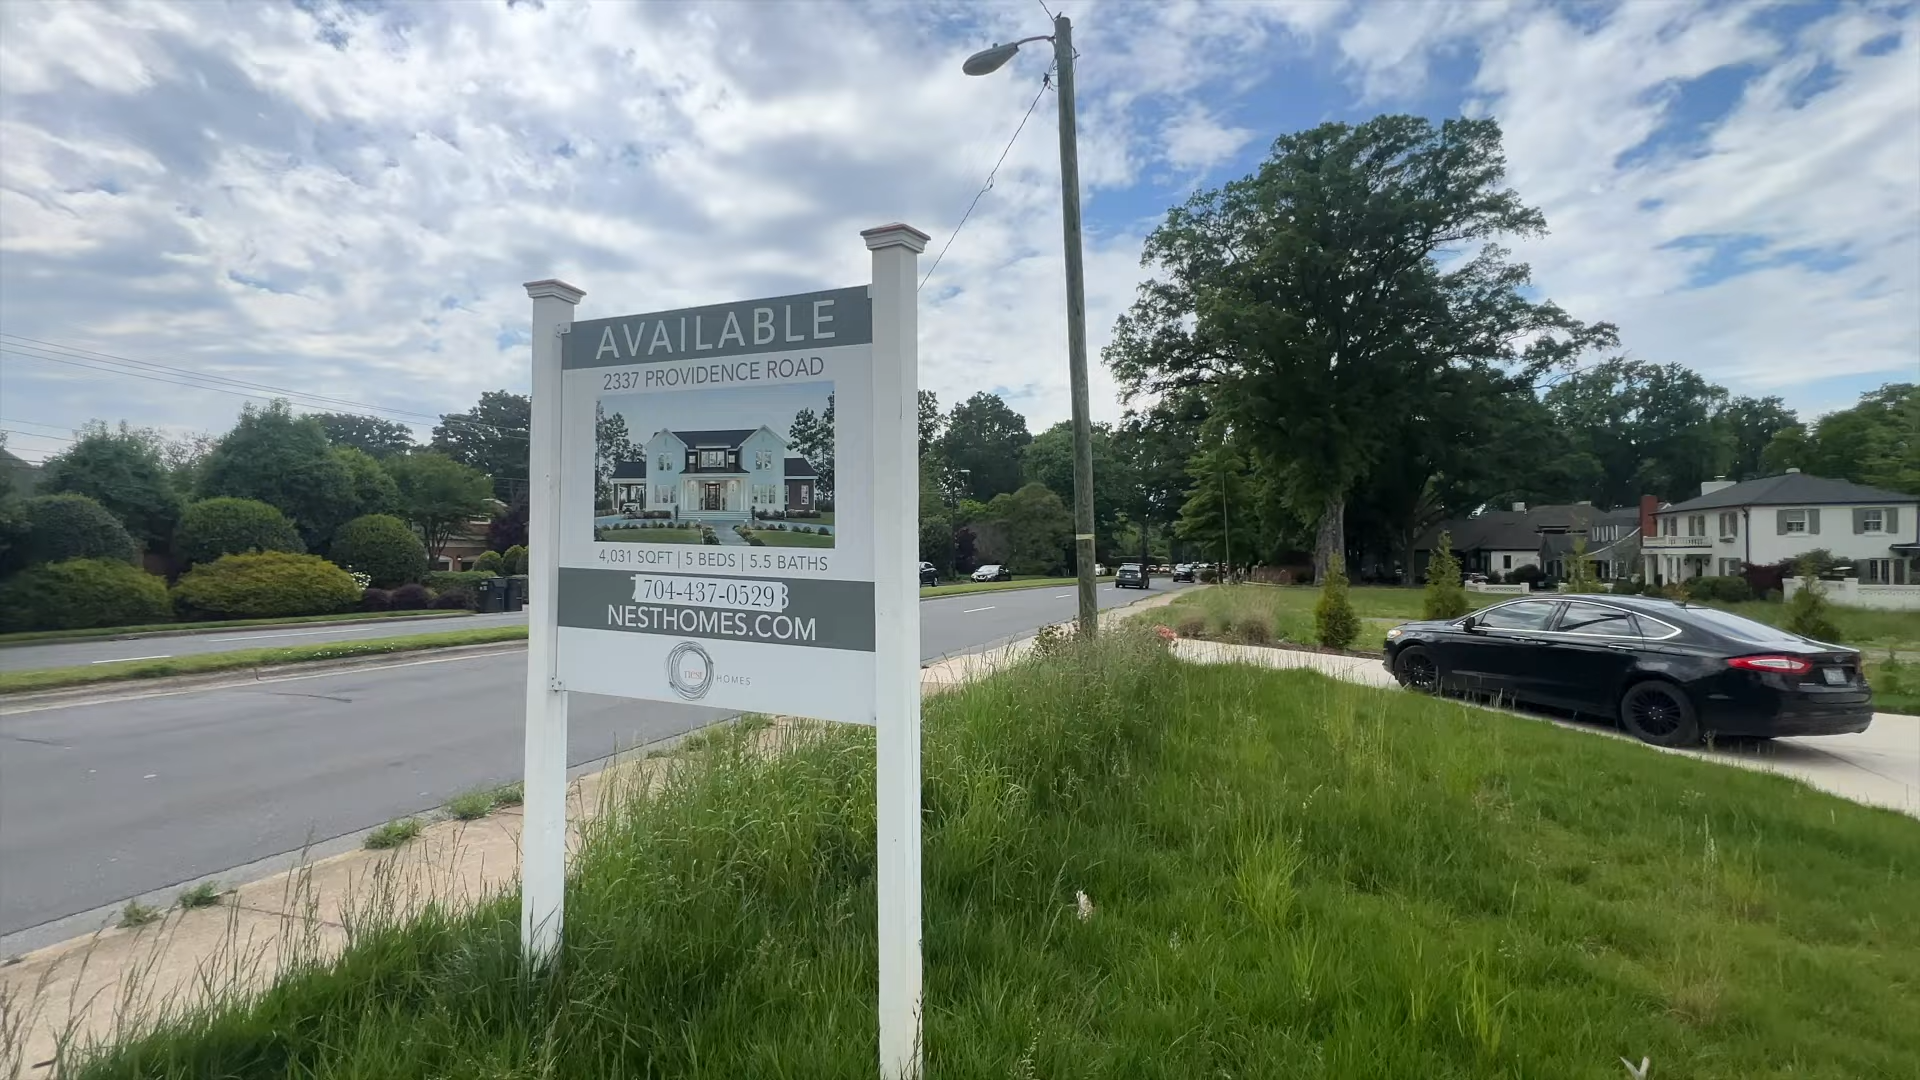 AVAILABLE
2337 PROVIDENCE ROAD
4,031 SQFT | 5 BEDS | 5.5 BATHS
704-437-0529
NESTHOMES.COM
nest HOMES